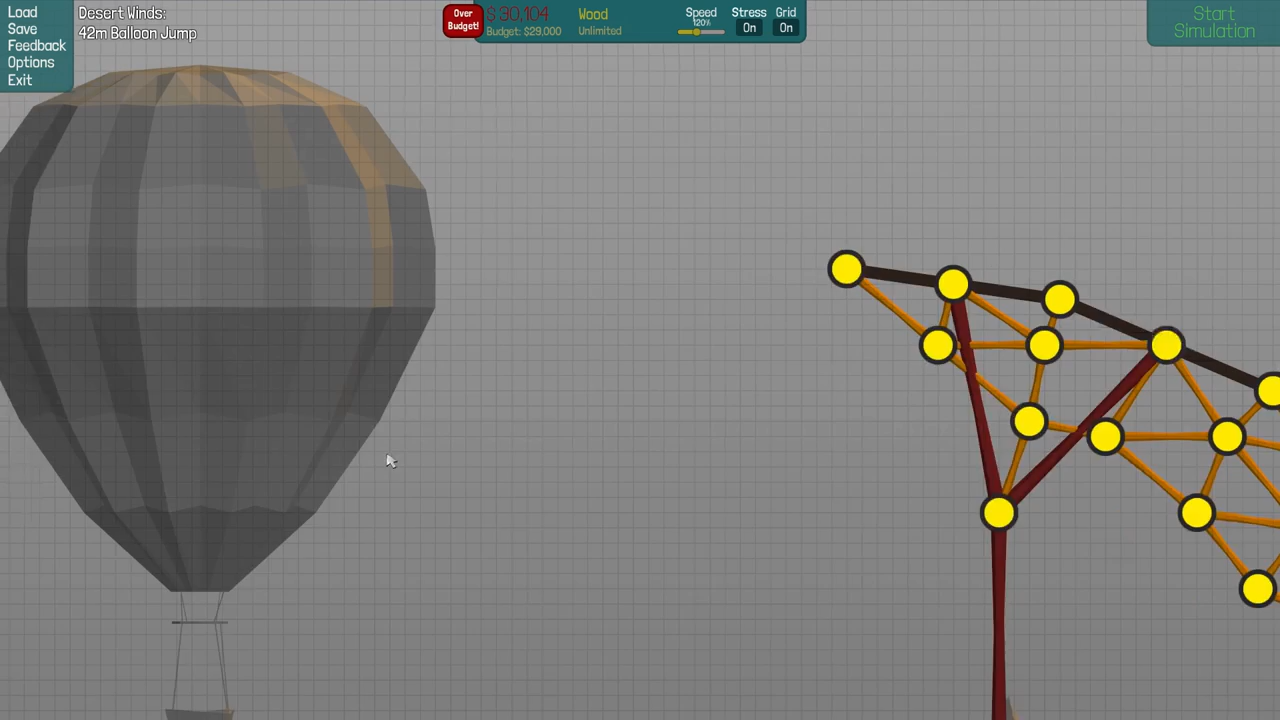 Load
Save
Feedback
Options
Exit
Desert Winds:
42m Balloon Jump
Over
Budget!
$ 30,104
Budget: $29,000
Wood
Unlimited
Speed
120%
Stress
On
Grid
On
Start
Simulation